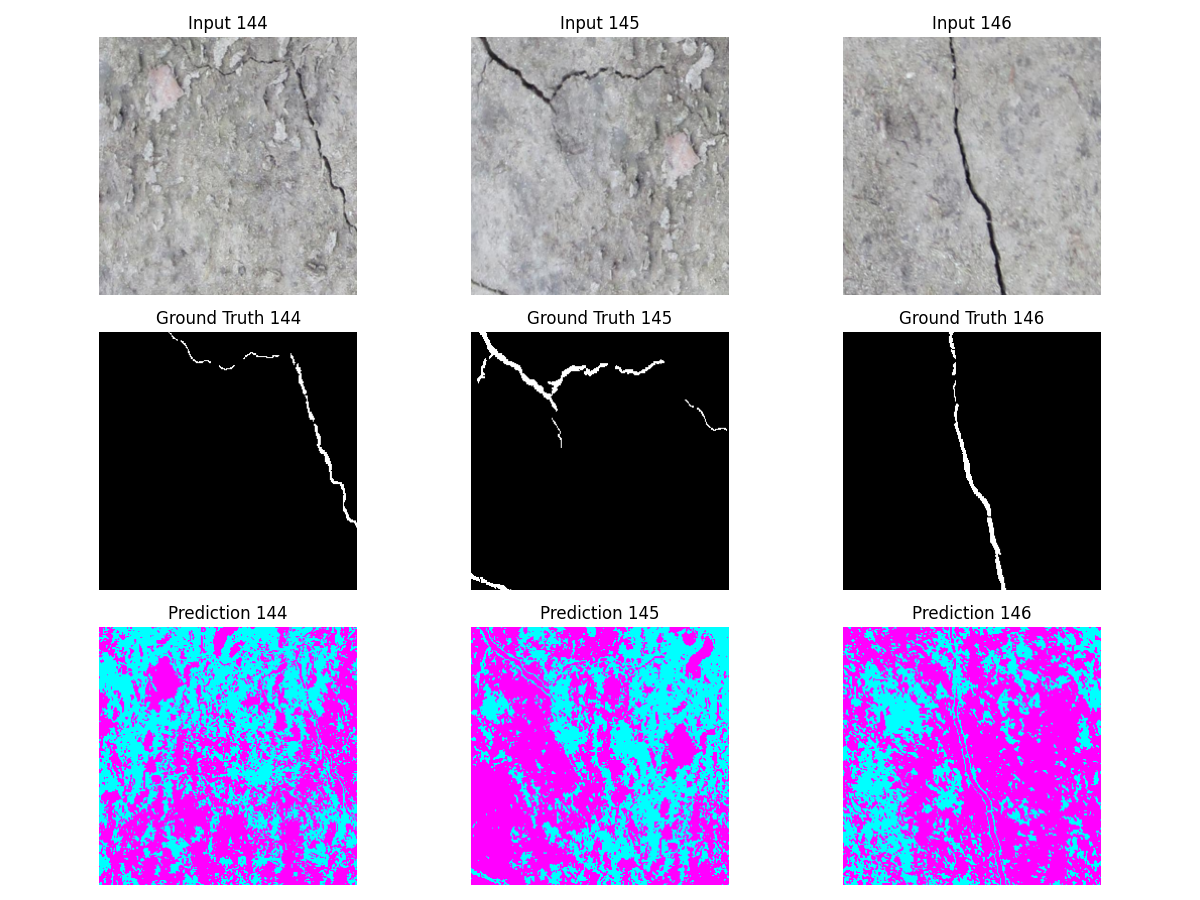 Input 144
Input 145
Input 146
Ground Truth 144
Ground Truth 145
Ground Truth 146
Prediction 144
Prediction 145
Prediction 146